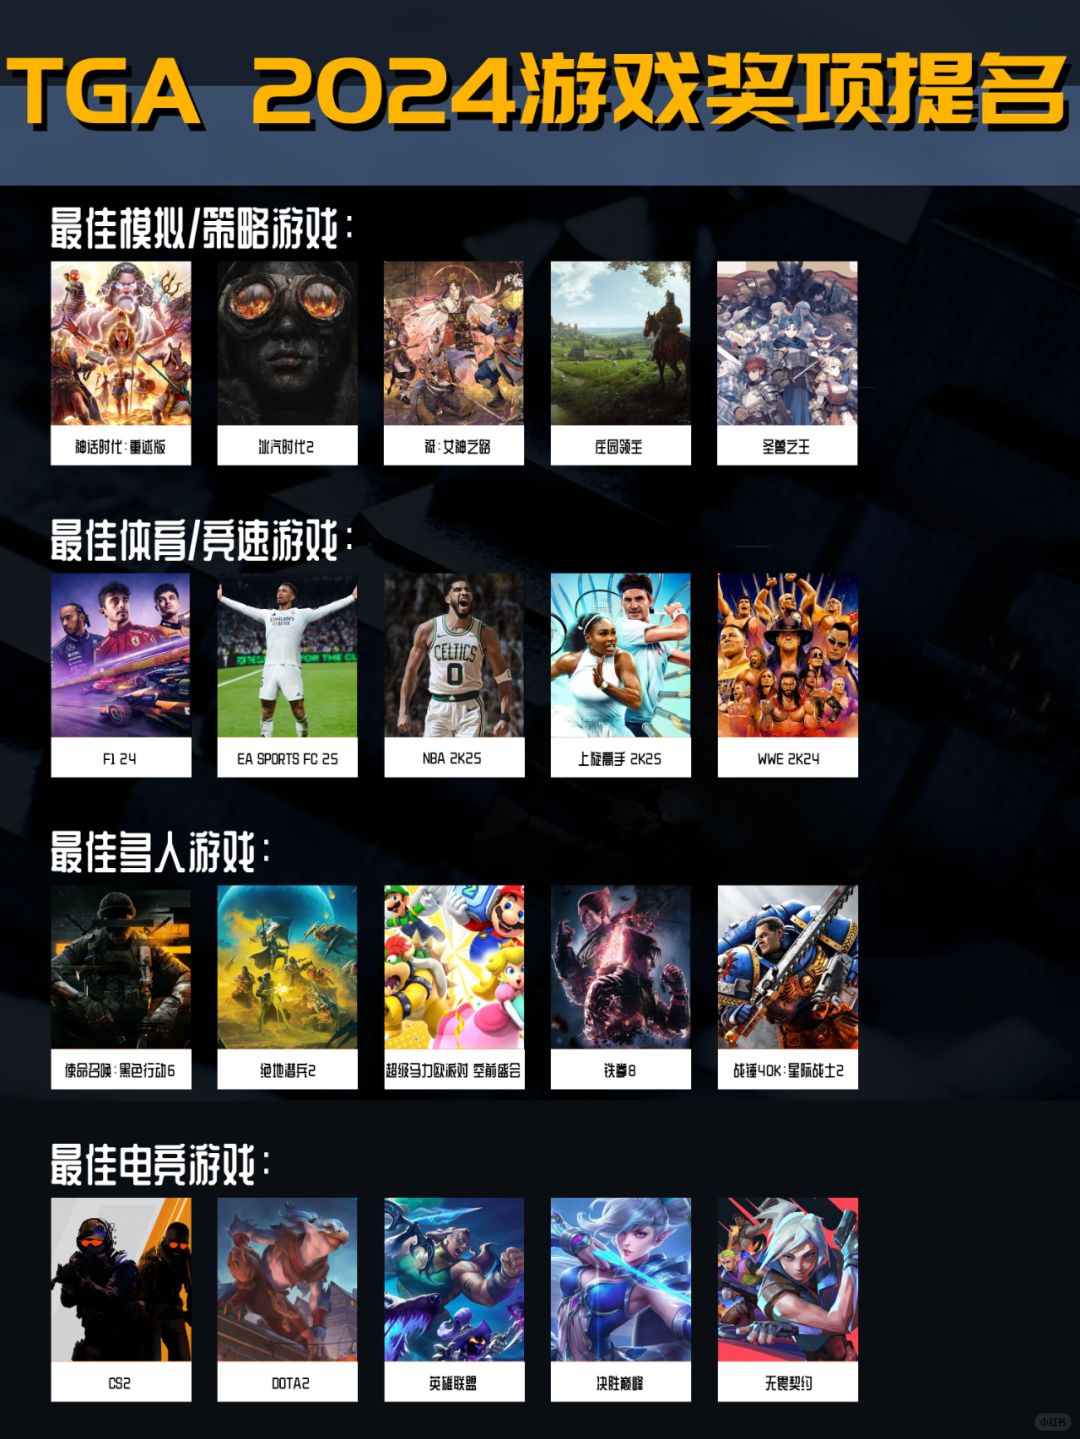 TGA 2024游戏奖项提名
最佳模拟/策略游戏:
神话时代:重述版
冰汽时代2
祇:女神之路
庄园领主
圣兽之王
最佳体育/竞速游戏:
F1 24
EA SPORTS FC 25
NBA 2K25
上旋高手 2K25
WWE 2K24
CELTICS
0
最佳多人游戏:
使命召唤:黑色行动6
绝地潜兵2
超级马力欧派对 空前盛会
铁拳8
战锤40K:星际战士2
最佳电竞游戏:
CS2
DOTA2
英雄联盟
决胜巅峰
无畏契约
小红书